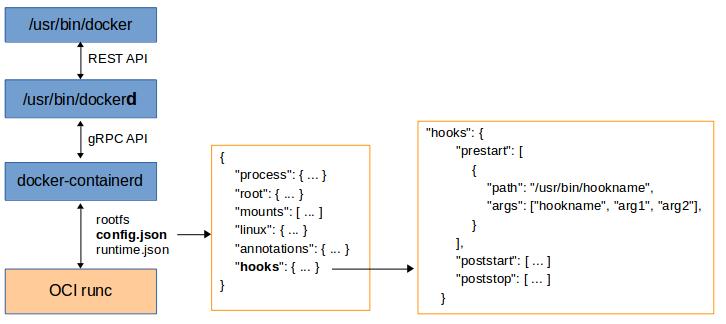 /usr/bin/docker
REST API
/usr/bin/dockerd
gRPC API
docker-containerd
rootfs
config.json
runtime.json
OCI runc
{
"process": { ... }
"root": { ... }
"mounts": [ ... ]
"linux": { ... }
"annotations": { ... }
"hooks": { ... }
}
"hooks": {
"prestart": [
{
"path": "/usr/bin/hookname",
"args": ["hookname", "arg1", "arg2"],
}
],
"poststart": [ ... ]
"poststop": [ ... ]
}